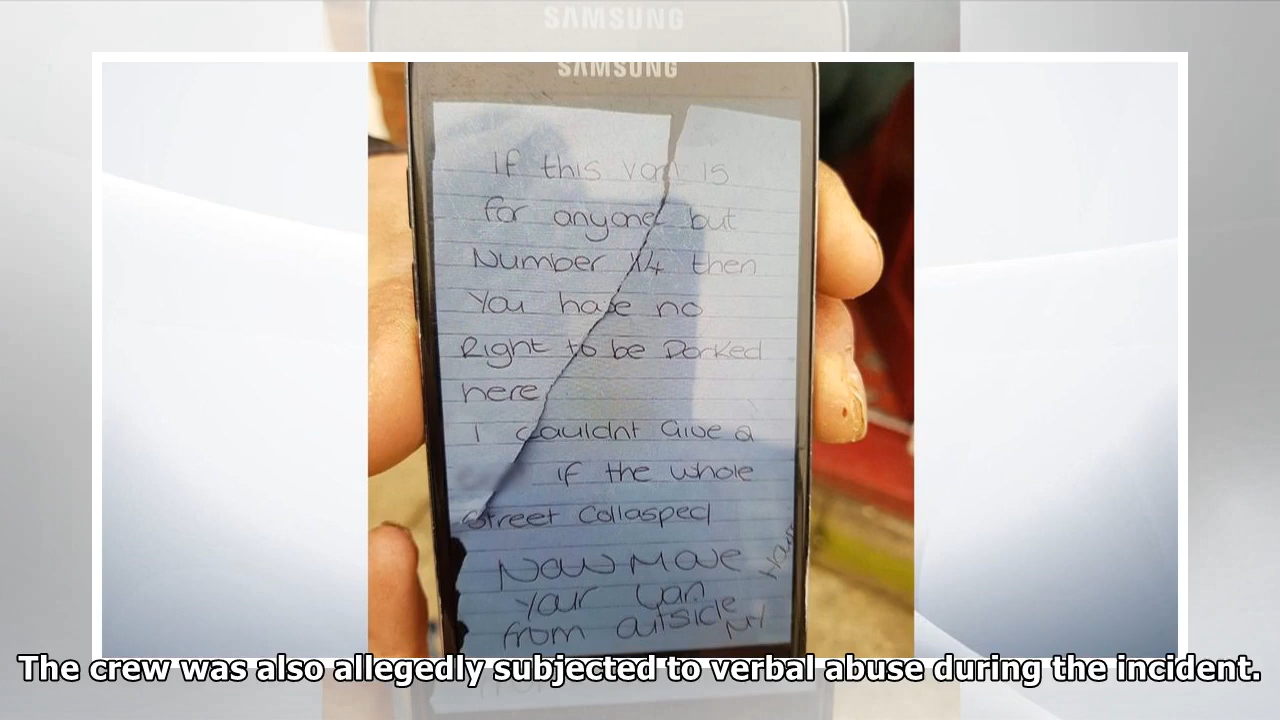 SAMSUNG
SAMSUNG
If this van is
for anyone but
Number 14 then
You have no
Right to be Parked
here
I couldnt Give a
if the whole
Street Collasped
Now Move
Your Van
from outside
MY
House
The crew was also allegedly subjected to verbal abuse during the incident.